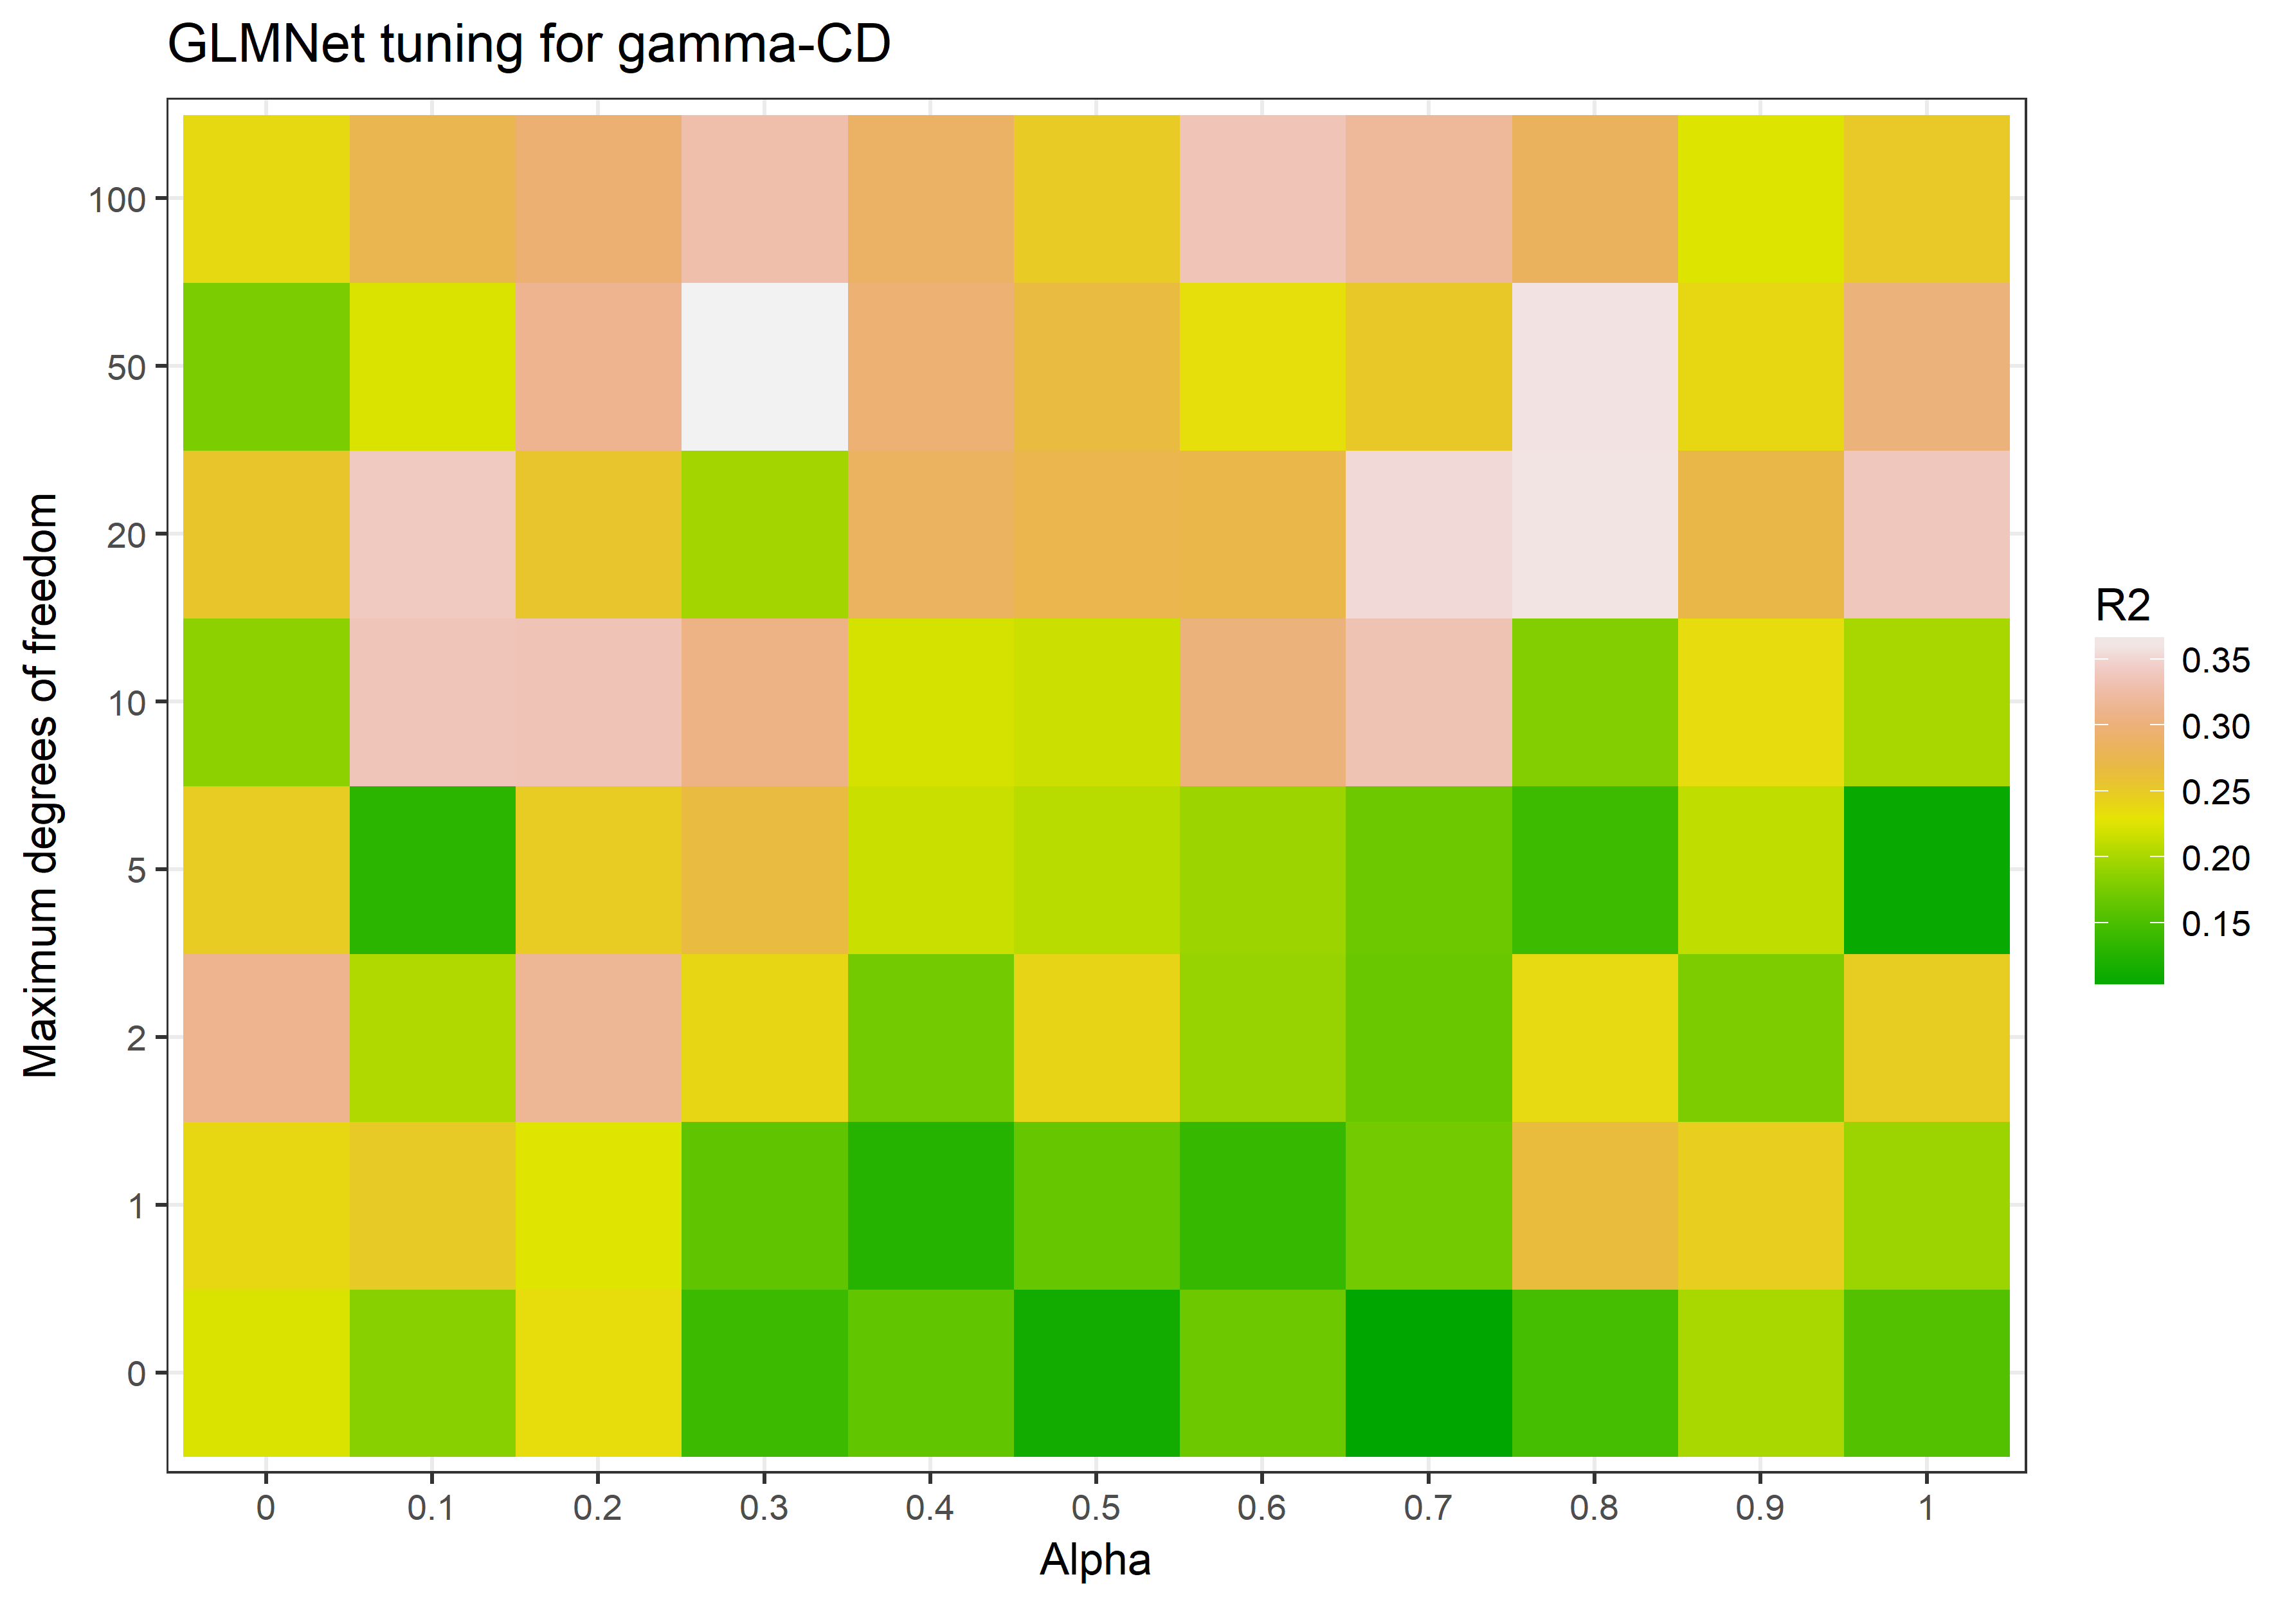 GLMNet tuning for gamma-CD
Maximum degrees of freedom
100
50
20
10
5
2
1
0
0 0.1 0.2 0.3 0.4 0.5 0.6 0.7 0.8 0.9 1
Alpha
R2
0.35
0.30
0.25
0.20
0.15